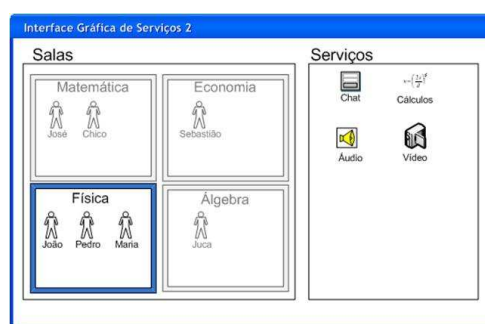 Interface Gráfica de Serviços 2
Salas
Serviços
Matemática
José Chico
Economia
Sebastião
Física
João Pedro Maria
Álgebra
Juca
Chat
Cálculos
Áudio
Vídeo